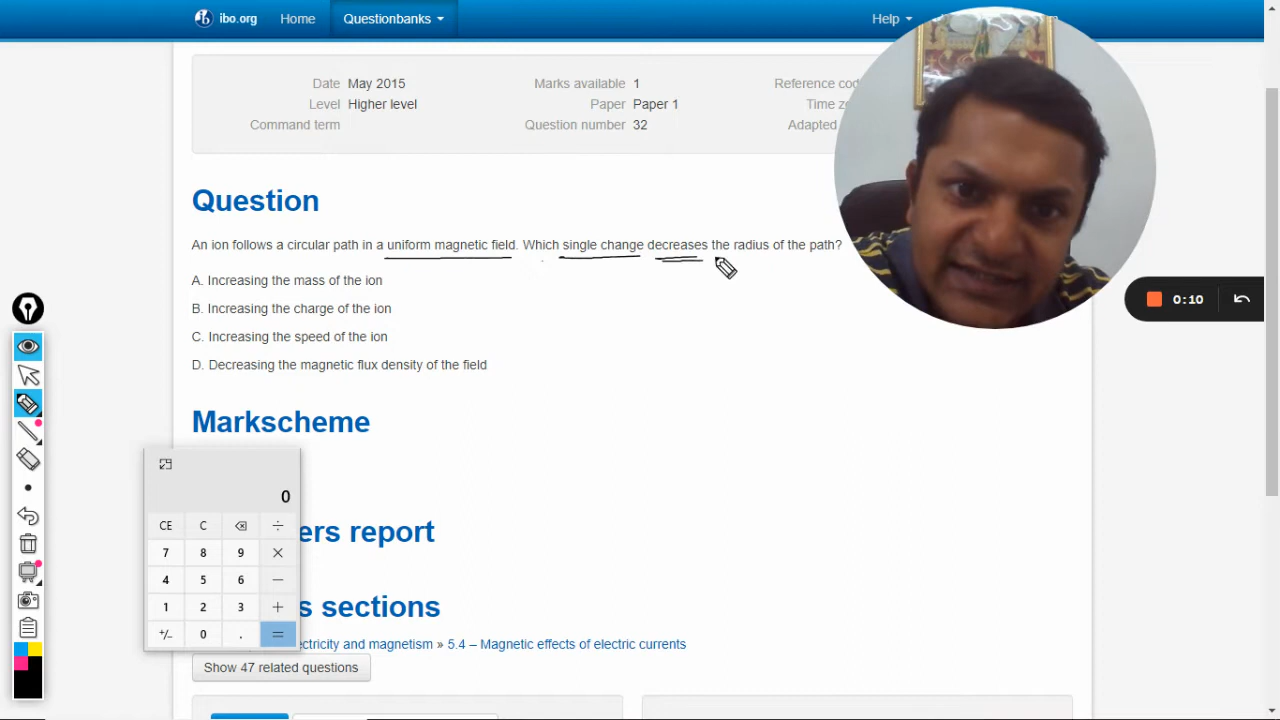 ibo.org Home Questionbanks Help
Date May 2015 Marks available 1 Reference
Level Higher level Paper Paper 1 Time
Command term Question number 32 Adapted
Question
An ion follows a circular path in a uniform magnetic field. Which single change decreases the radius of the path?
A. Increasing the mass of the ion
B. Increasing the charge of the ion
0:10
C. Increasing the speed of the ion
D. Decreasing the magnetic flux density of the field
Markscheme
0
CE C ⌫ ÷
ers report
7 8 9 ×
4 5 6 −
1 2 3 +
s sections
+/− 0 . =
ctricity and magnetism » 5.4 – Magnetic effects of electric currents
Show 47 related questions